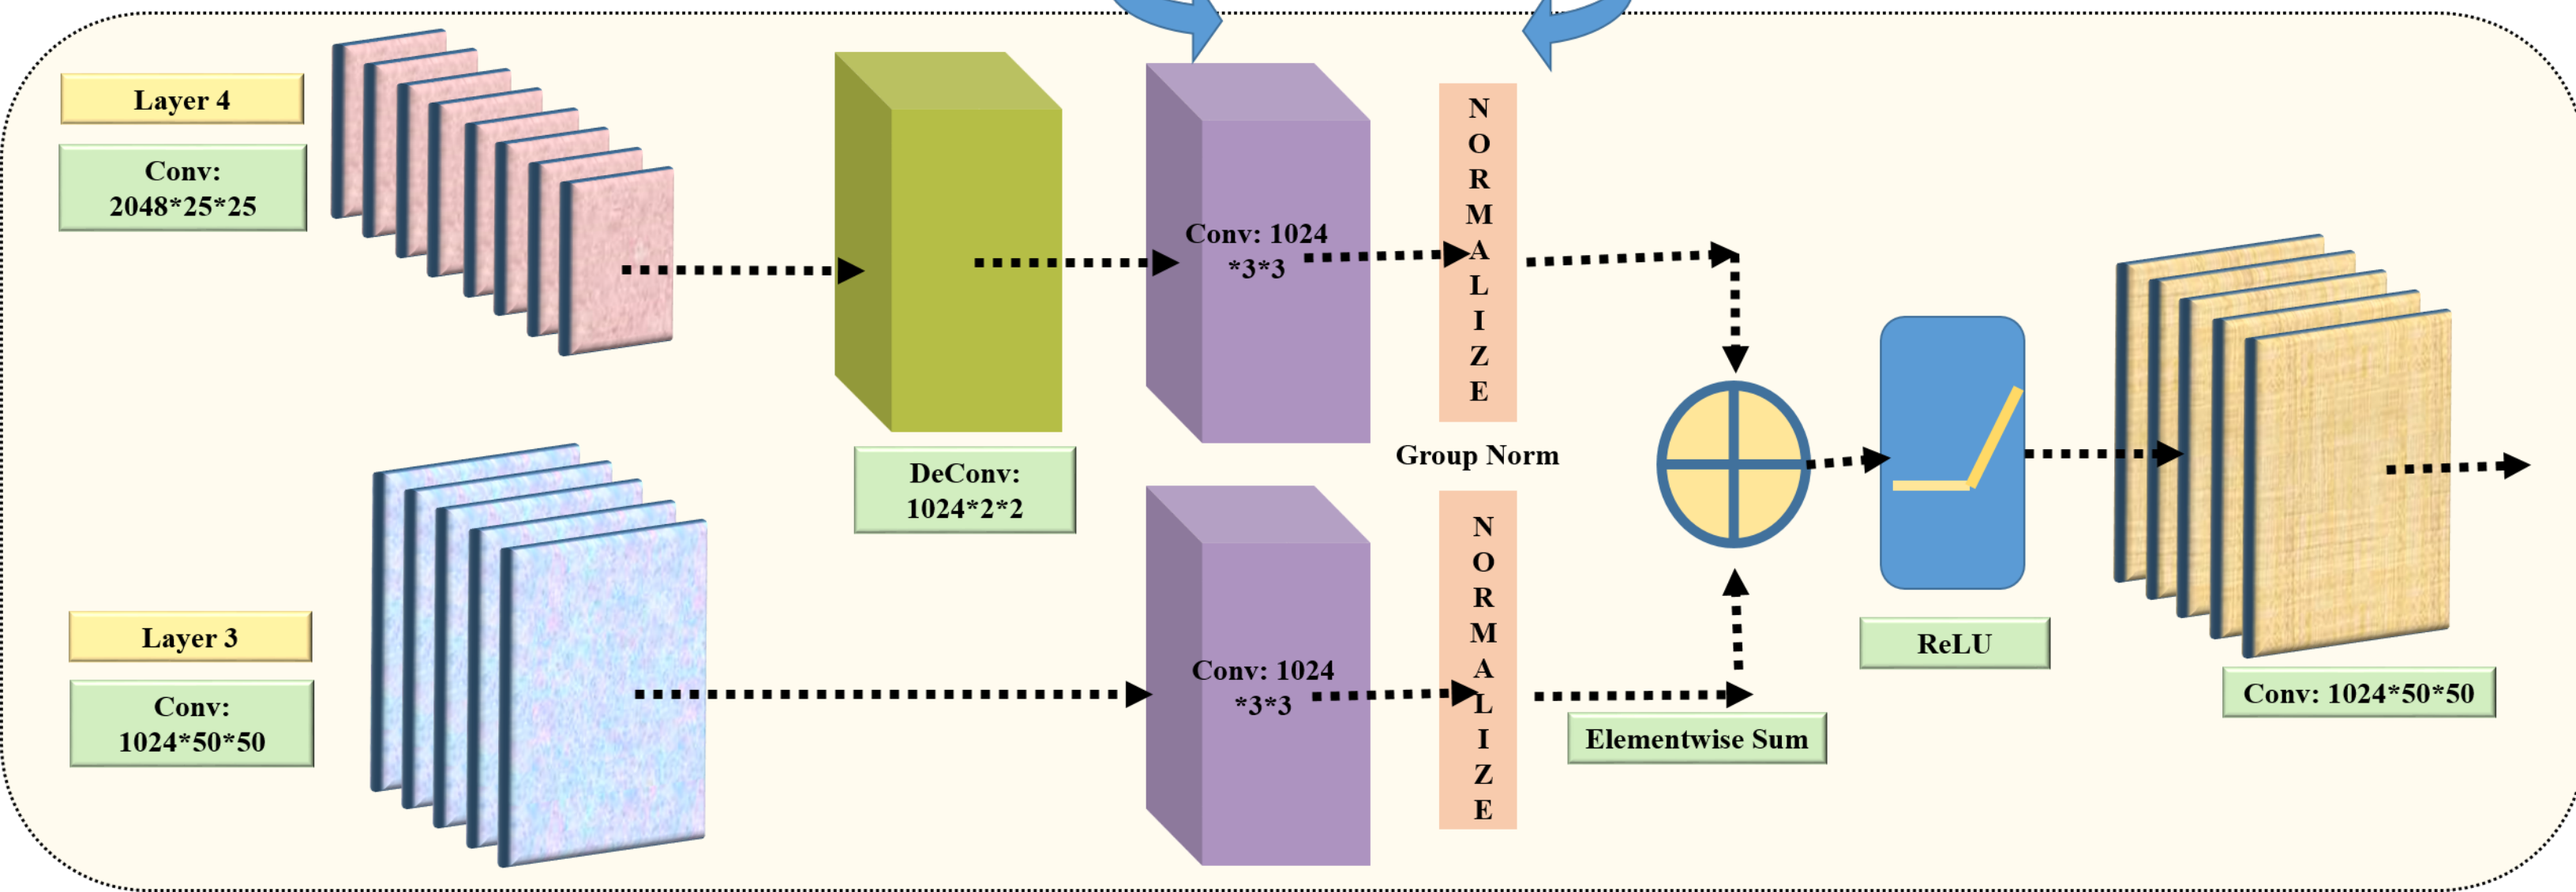 Layer 4
Conv:
2048*25*25
DeConv:
1024*2*2
Conv: 1024
*3*3
N
O
R
M
A
L
I
Z
E
Group Norm
Layer 3
Conv:
1024*50*50
Conv: 1024
*3*3
N
O
R
M
A
L
I
Z
E
Elementwise Sum
ReLU
Conv: 1024*50*50